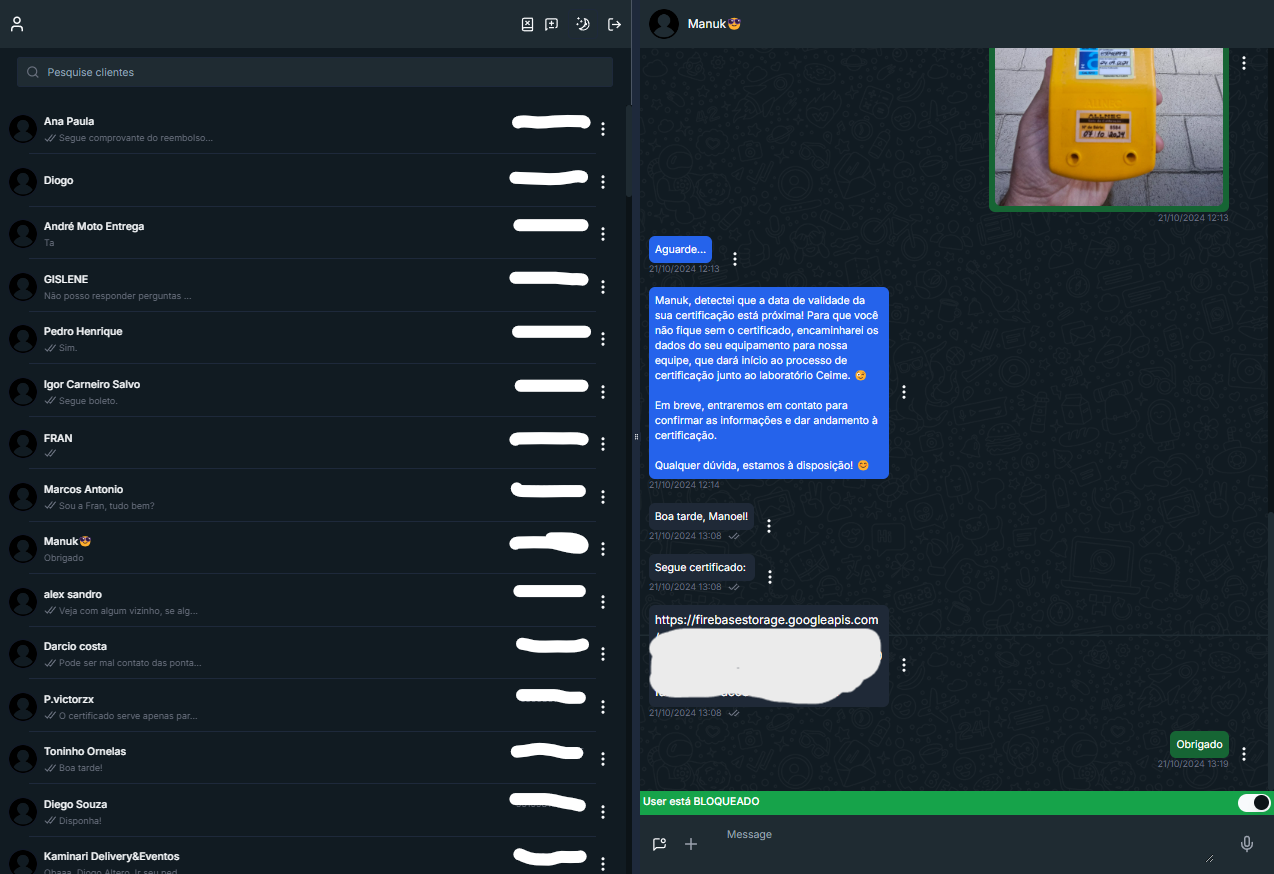 Pesquise clientes
Ana Paula
Segue comprovante do reembolso...
Diogo
André Moto Entrega
Ta
GISLENE
Não posso responder perguntas ...
Pedro Henrique
Sim.
Igor Carneiro Salvo
Segue boleto.
FRAN
Marcos Antonio
Sou a Fran, tudo bem?
Manuk🤩
Obrigado
alex sandro
Veja com algum vizinho, se alg...
Darcio costa
Pode ser mal contato das ponta...
P.victorzx
O certificado serve apenas par...
Toninho Ornelas
Boa tarde!
Diego Souza
Disponha!
Kaminari Delivery&Eventos
Manuk🤩
ALLMEC
Nº de Série
07 10 2024
21/10/2024 12:13
Aguarde...
21/10/2024 12:13
Manuk, detectei que a data de validade da
sua certificação está próxima! Para que você
não fique sem o certificado, encaminharei os
dados do seu equipamento para nossa
equipe, que dará início ao processo de
certificação junto ao laboratório Ceime. 😉
Em breve, entraremos em contato para
confirmar as informações e dar andamento à
certificação.
Qualquer dúvida, estamos à disposição! 😊
21/10/2024 12:14
Boa tarde, Manoel!
21/10/2024 13:08
Segue certificado:
21/10/2024 13:08
https://firebasestorage.googleapis.com
21/10/2024 13:08
Obrigado
21/10/2024 13:19
User está BLOQUEADO
Message